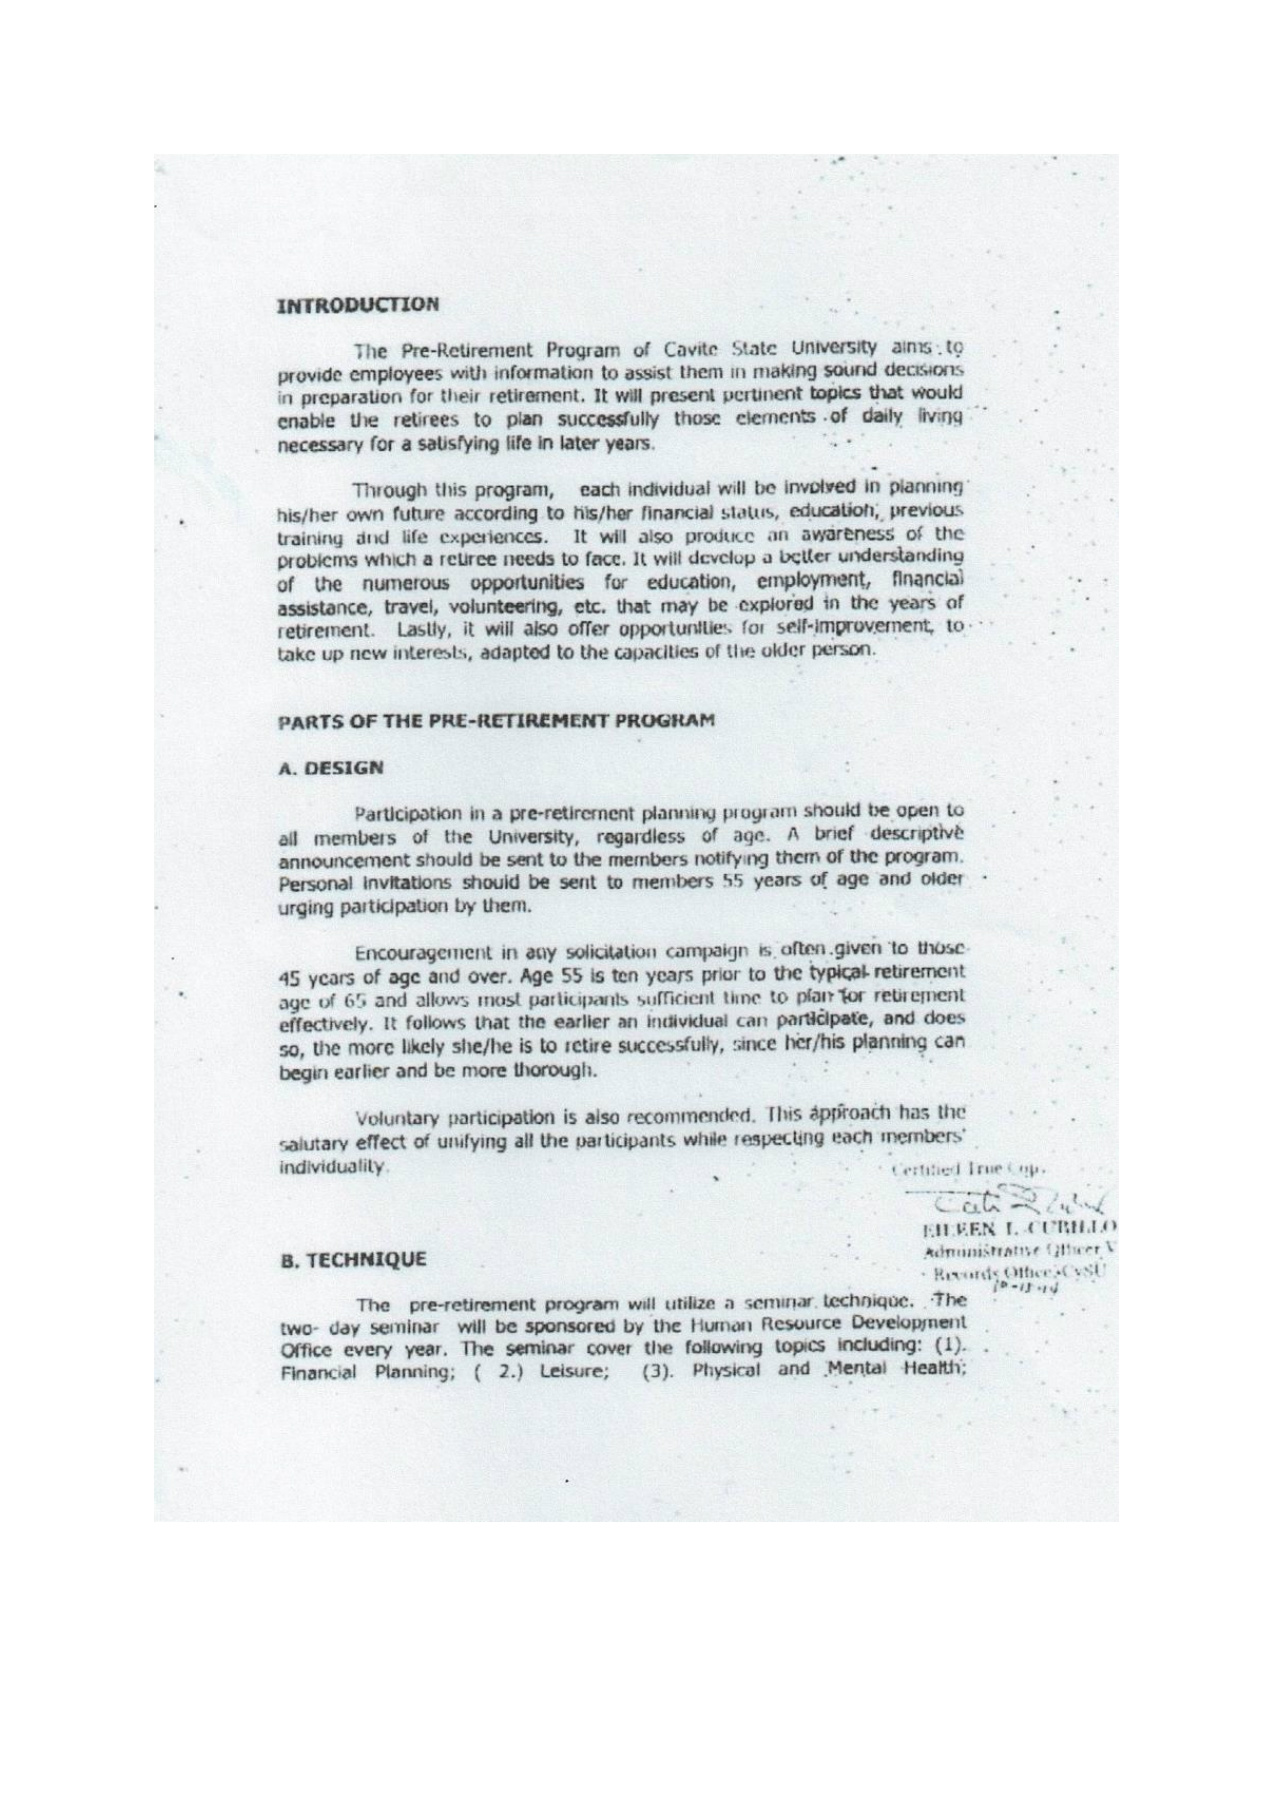 INTRODUCTION
The Pre-Retirement Program of Cavite State University aims to
provide employees with information to assist them in making sound decisions
in preparation for their retirement. It will present pertinent topics that would
enable the retirees to plan successfully those elements of daily living
necessary for a satisfying life in later years.
Through this program, each individual will be involved in planning
his/her own future according to his/her financial status, education, previous
training and life experiences. It will also produce an awareness of the
problems which a retiree needs to face. It will develop a better understanding
of the numerous opportunities for education, employment, financial
assistance, travel, volunteering, etc. that may be explored in the years of
retirement. Lastly, it will also offer opportunities for self-improvement, to
take up new interests, adapted to the capacities of the older person.
PARTS OF THE PRE-RETIREMENT PROGRAM
A. DESIGN
Participation in a pre-retirement planning program should be open to
all members of the University, regardless of age. A brief descriptive
announcement should be sent to the members notifying them of the program.
Personal invitations should be sent to members 55 years of age and older
urging participation by them.
Encouragement in any solicitation campaign is often given to those
45 years of age and over. Age 55 is ten years prior to the typical retirement
age of 65 and allows most participants sufficient time to plan for retirement
effectively. It follows that the earlier an individual can participate, and does
so, the more likely she/he is to retire successfully, since her/his planning can
begin earlier and be more thorough.
Voluntary participation is also recommended. This approach has the
salutary effect of unifying all the participants while respecting each members'
individuality.
Certified True Copy
EILEEN L. CUBILLO
Administrative Officer V
Records Office-CvSU
B. TECHNIQUE
The pre-retirement program will utilize a seminar technique. The
two- day seminar will be sponsored by the Human Resource Development
Office every year. The seminar cover the following topics including: (1).
Financial Planning; ( 2.) Leisure; (3). Physical and Mental Health;